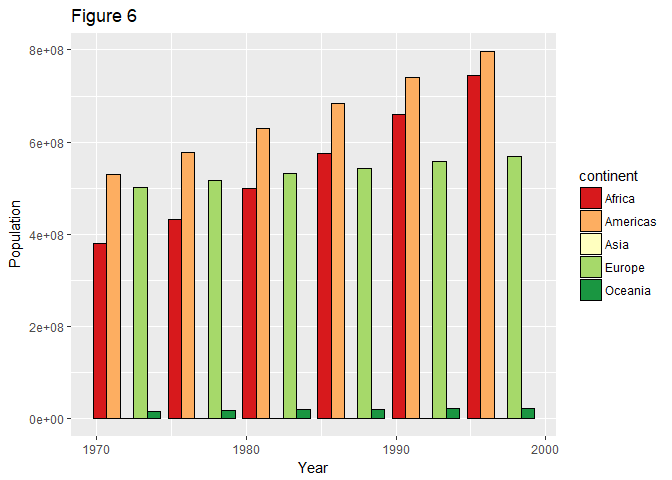 Figure 6
8e+08
6e+08
4e+08
2e+08
0e+00
Population
1970 1980 1990 2000
Year
continent
Africa
Americas
Asia
Europe
Oceania